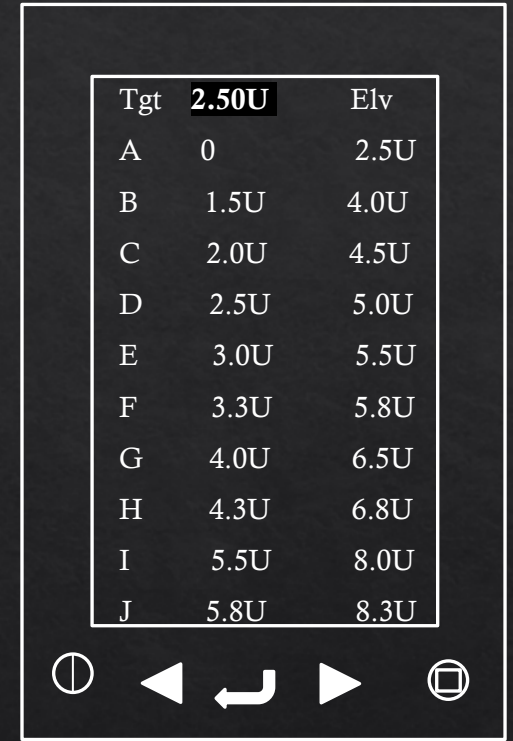 Tgt 2.50U Elv
A 0 2.5U
B 1.5U 4.0U
C 2.0U 4.5U
D 2.5U 5.0U
E 3.0U 5.5U
F 3.3U 5.8U
G 4.0U 6.5U
H 4.3U 6.8U
I 5.5U 8.0U
J 5.8U 8.3U